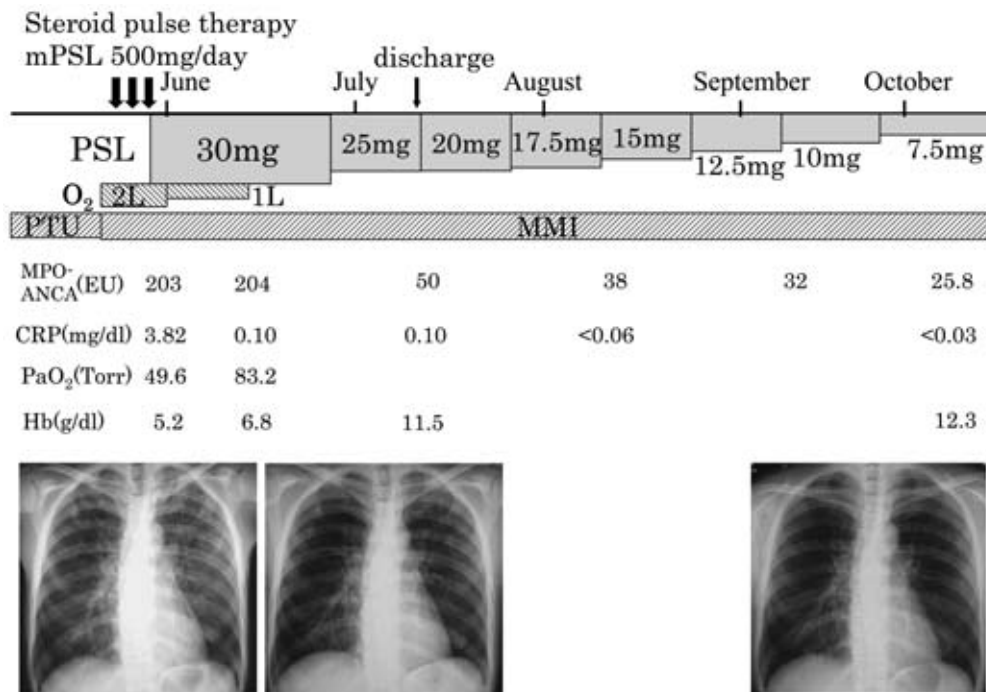 Steroid pulse therapy
mPSL 500mg/day
discharge
June July August September October
PSL 30mg 25mg 20mg 17.5mg 15mg 12.5mg 10mg 7.5mg
O₂ 2L 1L
PTU MMI
MPO-
ANCA(EU) 203 204 50 38 32 25.8
CRP(mg/dl) 3.82 0.10 0.10 <0.06 <0.03
PaO₂(Torr) 49.6 83.2
Hb(g/dl) 5.2 6.8 11.5 12.3